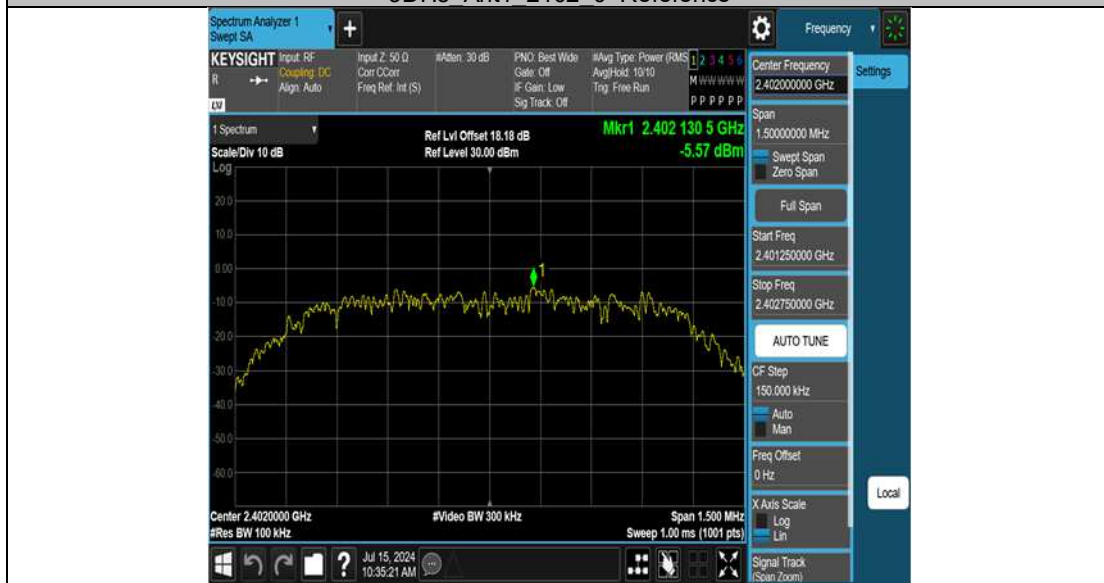 Spectrum Analyzer 1
Swept SA
Frequency
KEYSIGHT
R
Input: RF
Coupling: DC
Align: Auto
Input Z: 50 Ω
Corr CCorr
Freq Ref: Int (S)
#Atten: 30 dB
PNO: Best Wide
Gate: Off
IF Gain: Low
Sig Track: Off
#Avg Type: Power (RMS
Avg|Hold: 10/10
Trig: Free Run
1 2 3 4 5 6
M W W W W W
P P P P P P
1 Spectrum
Scale/Div 10 dB
Log
Ref Lvl Offset 18.18 dB
Ref Level 30.00 dBm
Mkr1 2.402 130 5 GHz
-5.57 dBm
20.0
10.0
0.00
-10.0
-20.0
-30.0
-40.0
-50.0
-60.0
1
Center 2.4020000 GHz
#Res BW 100 kHz
#Video BW 300 kHz
Span 1.500 MHz
Sweep 1.00 ms (1001 pts)
?
Jul 15, 2024
10:35:21 AM
Center Frequency
2.402000000 GHz
Settings
Span
1.50000000 MHz
Swept Span
Zero Span
Full Span
Start Freq
2.401250000 GHz
Stop Freq
2.402750000 GHz
AUTO TUNE
CF Step
150.000 kHz
Auto
Man
Freq Offset
0 Hz
X Axis Scale
Log
Lin
Local
Signal Track
(Span Zoom)